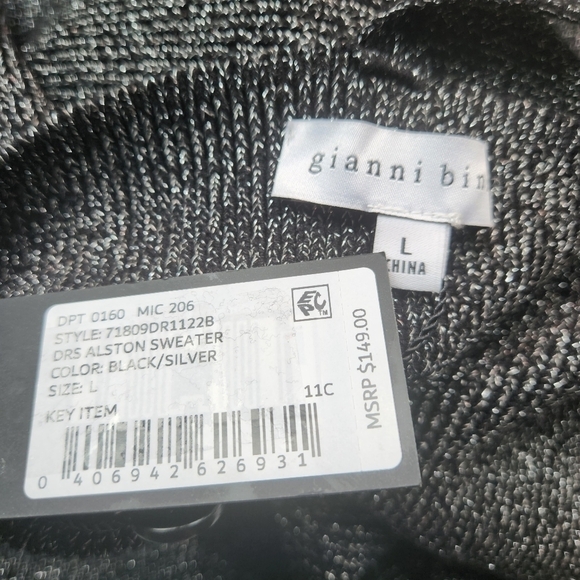 gianni bin
L
CHINA
DPT 0160 MIC 206
STYLE: 71809DR1122B
DRS ALSTON SWEATER
COLOR: BLACK/SILVER
SIZE: L
KEY ITEM
11C
MSRP $149.00
EPC™
0 406942 626931